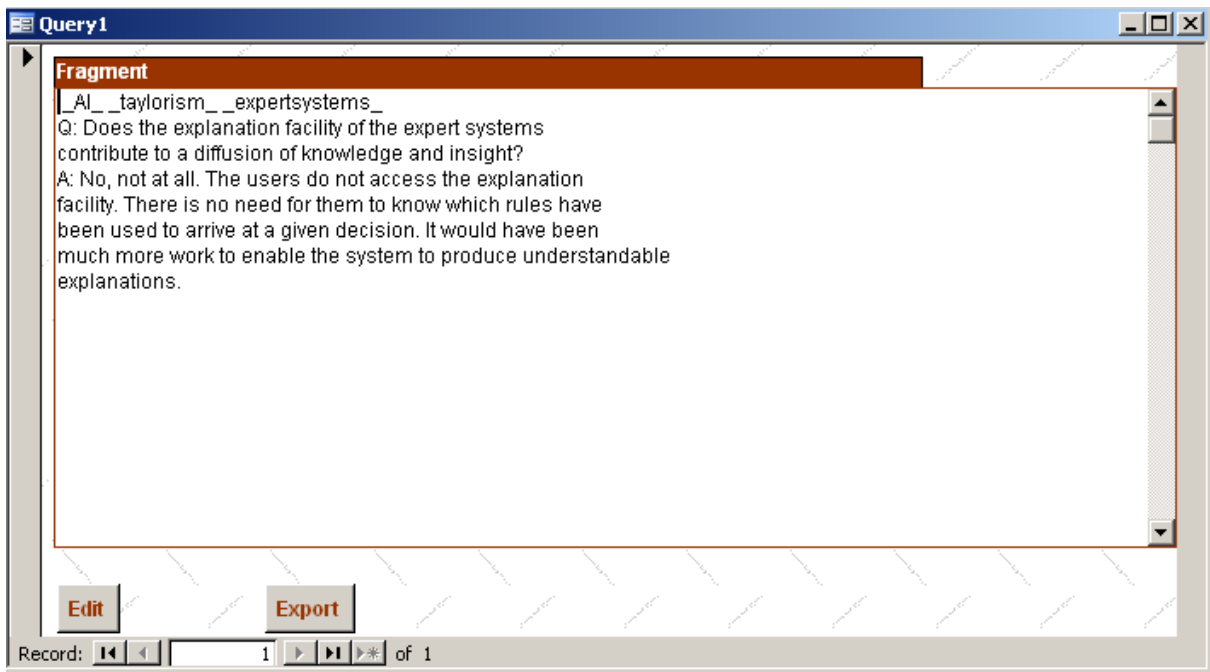 Query1
Fragment
_AI_ _taylorism_ _expertsystems_
Q: Does the explanation facility of the expert systems
contribute to a diffusion of knowledge and insight?
A: No, not at all. The users do not access the explanation
facility. There is no need for them to know which rules have
been used to arrive at a given decision. It would have been
much more work to enable the system to produce understandable
explanations.
Edit Export
Record: 1 of 1